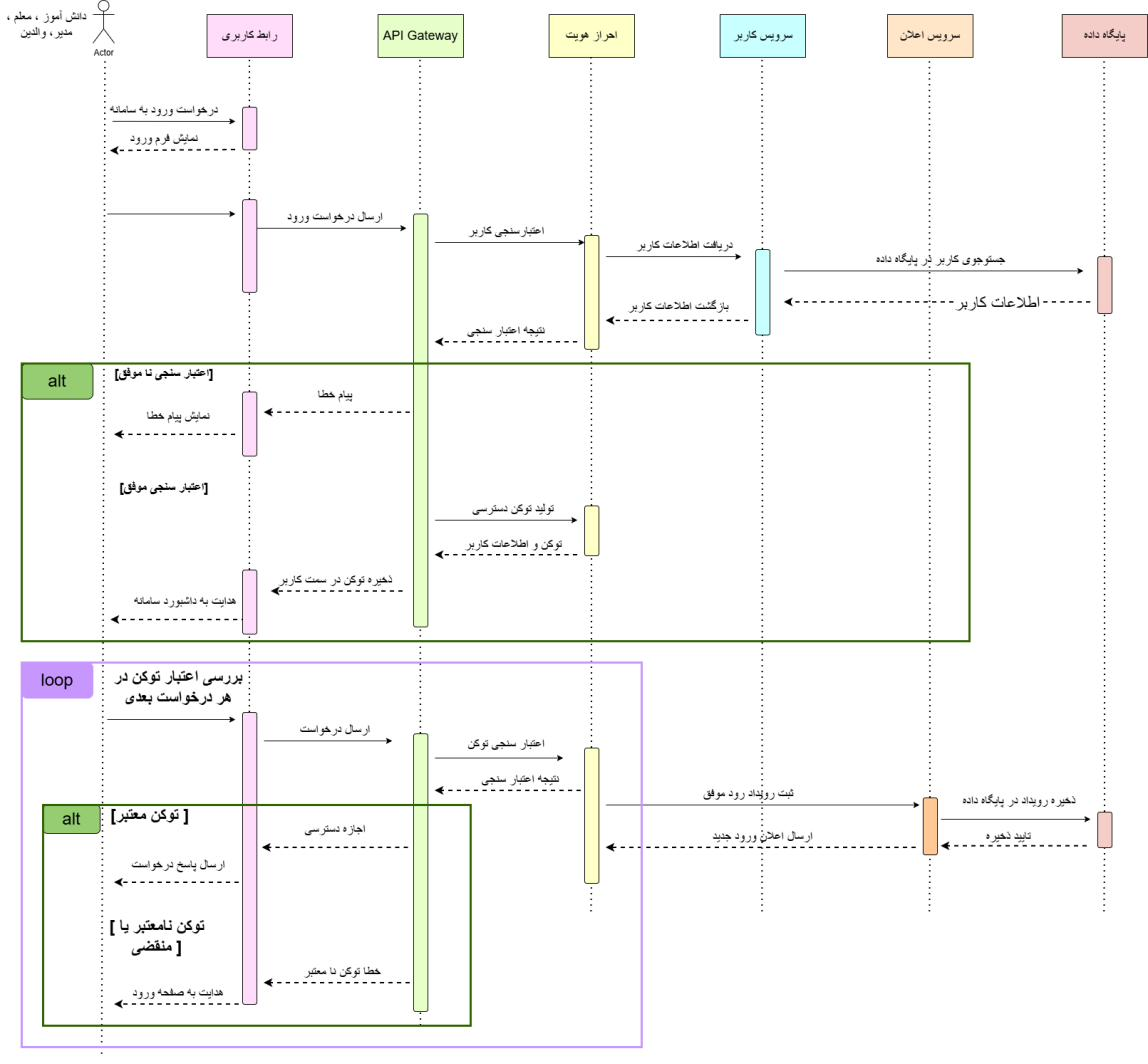 دانش آموز ، معلم ،
مدیر، والدین
Actor
رابط کاربری
API Gateway
احراز هویت
سرویس کاربر
سرویس اعلان
پایگاه داده
درخواست ورود به سامانه
نمایش فرم ورود
ارسال درخواست ورود
اعتبارسنجی کاربر
دریافت اطلاعات کاربر
جستوجوی کاربر در پایگاه داده
اطلاعات کاربر
بازگشت اطلاعات کاربر
نتیجه اعتبار سنجی
alt
[اعتبار سنجی نا موفق]
پیام خطا
نمایش پیام خطا
[اعتبار سنجی موفق]
تولید توکن دسترسی
توکن و اطلاعات کاربر
ذخیره توکن در سمت کاربر
هدایت به داشبورد سامانه
loop
بررسی اعتبار توکن در
هر درخواست بعدی
ارسال درخواست
اعتبار سنجی توکن
نتیجه اعتبار سنجی
ثبت رویداد رود موفق
ذخیره رویداد در پایگاه داده
تایید ذخیره
ارسال اعلان ورود جدید
alt
[ توکن معتبر ]
اجازه دسترسی
ارسال پاسخ درخواست
[ توکن نامعتبر یا
منقضی ]
خطا توکن نا معتبر
هدایت به صفحه ورود